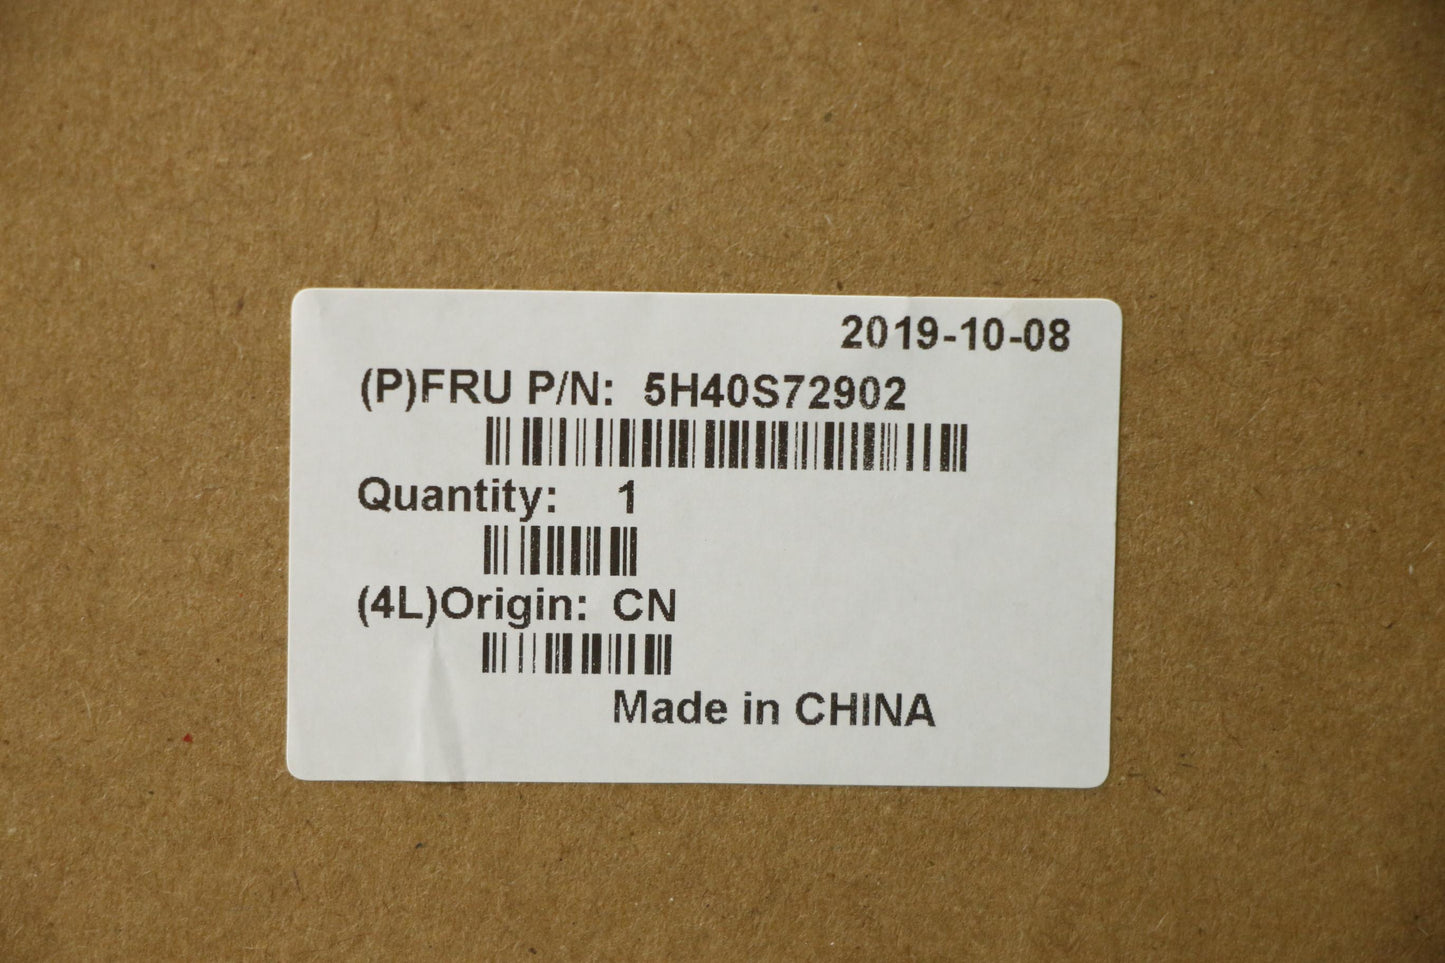 2019-10-08
(P)FRU P/N: 5H40S72902
Quantity: 1
(4L)Origin: CN
Made in CHINA